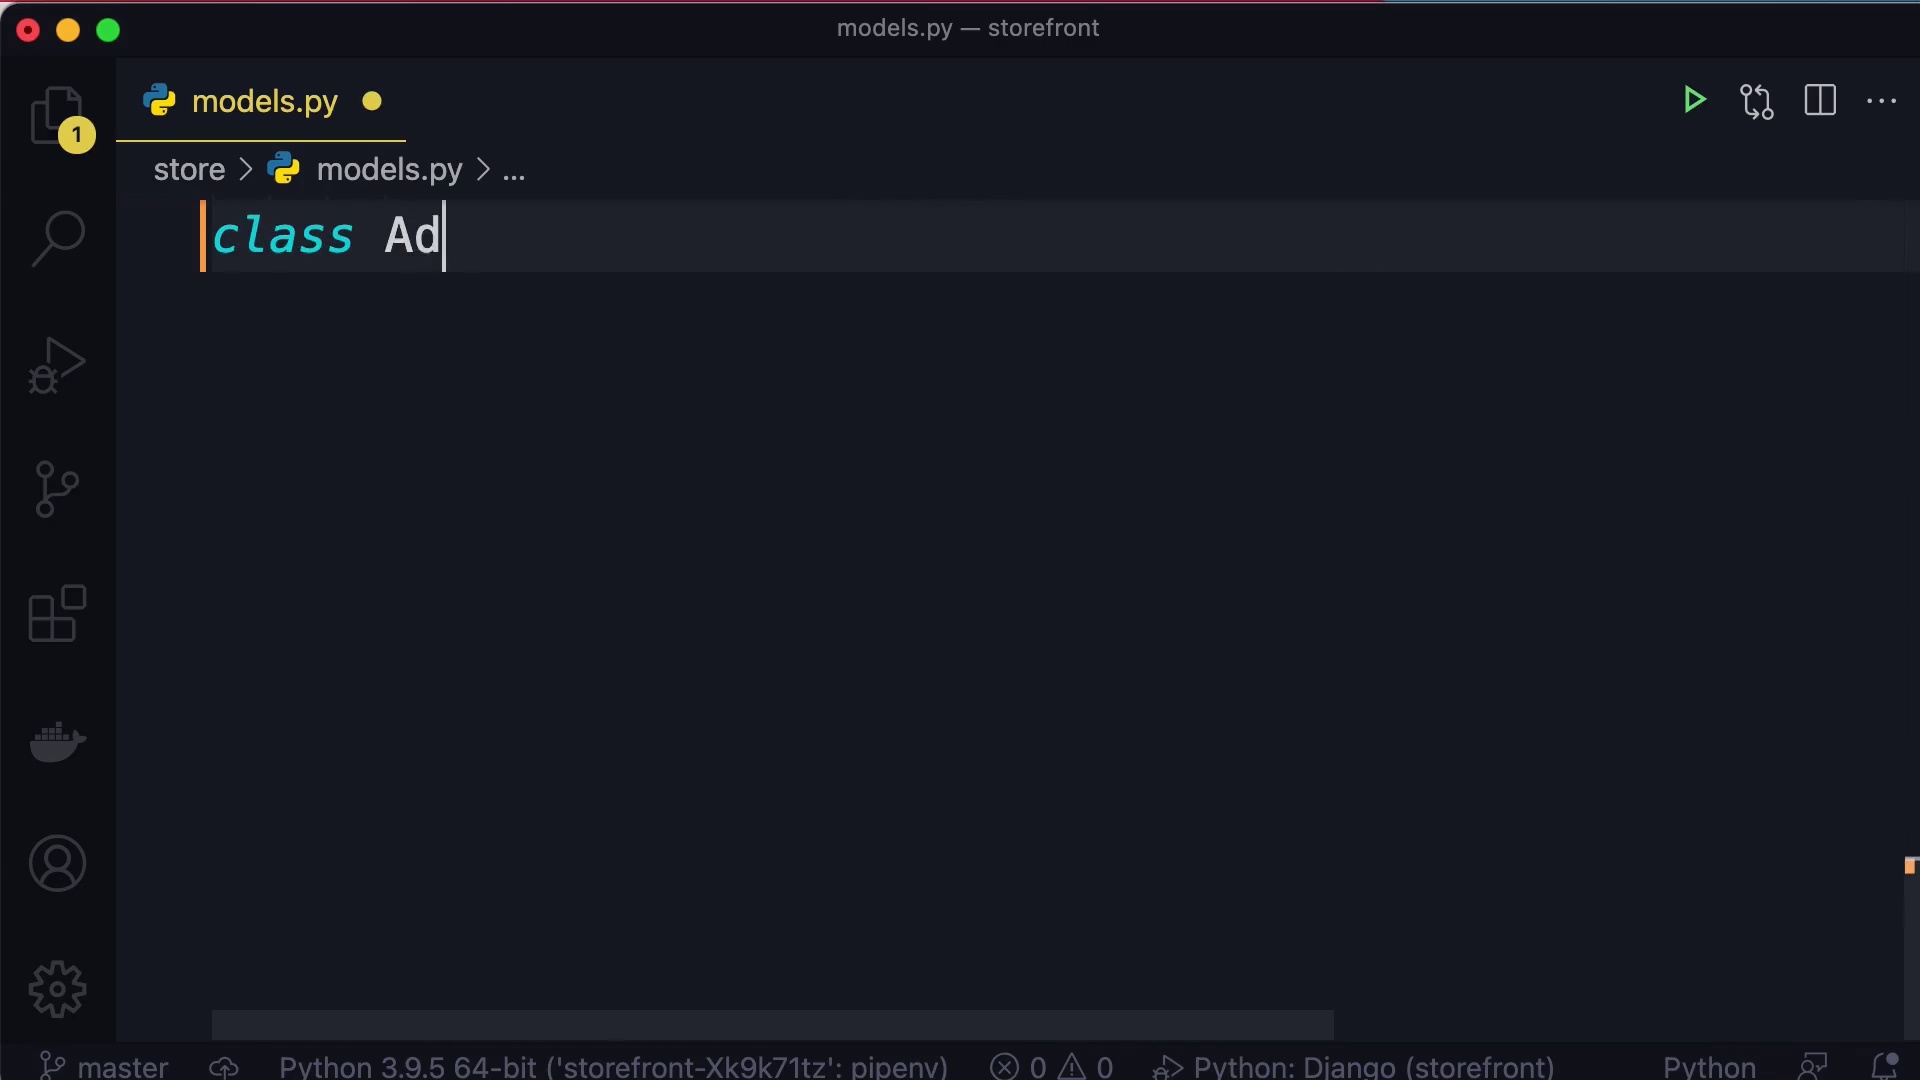 models.py — storefront
models.py
1
store > models.py > ...
class Ad
master
Python 3.9.5 64-bit ('storefront-Xk9k71tz': pipenv)
0
0
Python: Django (storefront)
Python